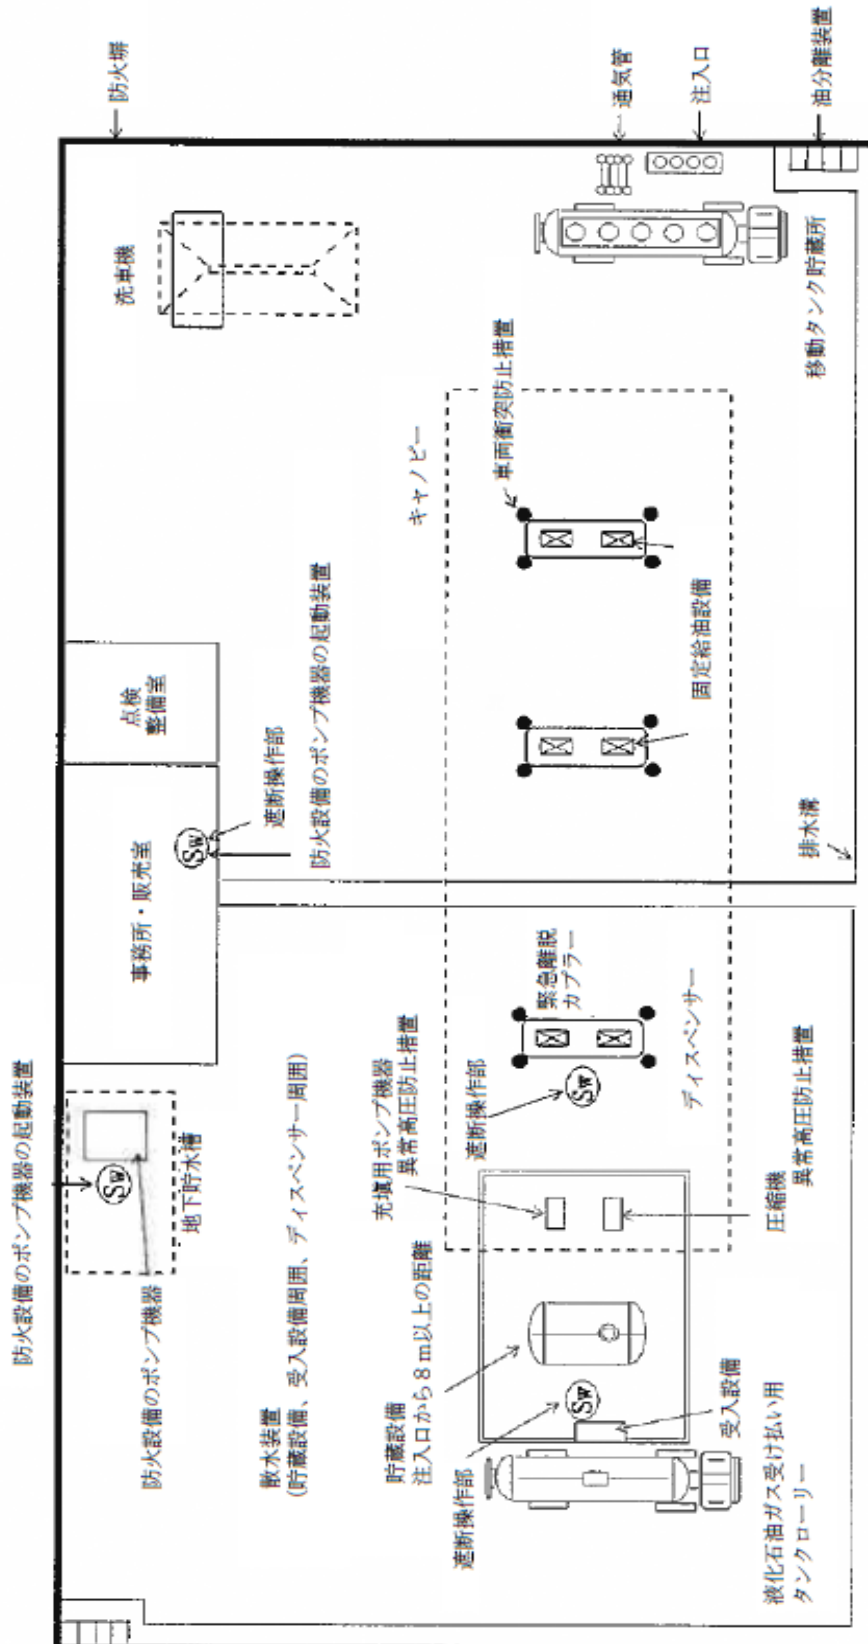 防火設備のポンプ機器の起動装置
防火塀
洗車機
点検
整備室
事務所・販売室
Sw
遮断操作部
防火設備のポンプ機器の起動装置
Sw
地下貯水槽
防火設備のポンプ機器
散水装置
(貯蔵設備、受入設備周囲、ディスペンサー周囲)
通気管
注入口
油分離装置
移動タンク貯蔵所
キャノピー
車両衝突防止措置
固定給油設備
排水溝
緊急離脱
カプラー
ディスペンサー
遮断操作部
Sw
充塡用ポンプ機器
異常高圧防止措置
圧縮機
異常高圧防止措置
貯蔵設備
注入口から8m以上の距離
遮断操作部
Sw
受入設備
液化石油ガス受け払い用
タンクローリー